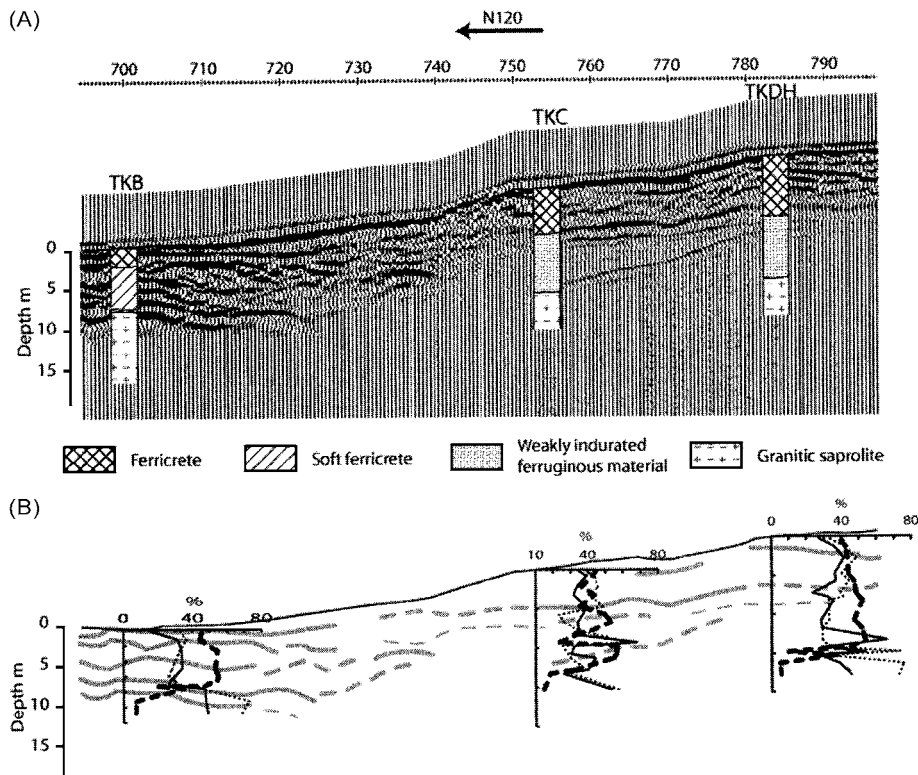 (A)
N120
700 710 720 730 740 750 760 770 780 790
TKDH
TKC
TKB
0
5
10
15
Depth m
Ferricrete
Soft ferricrete
Weakly indurated
ferruginous material
Granitic saprolite
(B)
%
0 40 80
%
10 40 80
%
0 40 80
0
5
10
15
Depth m